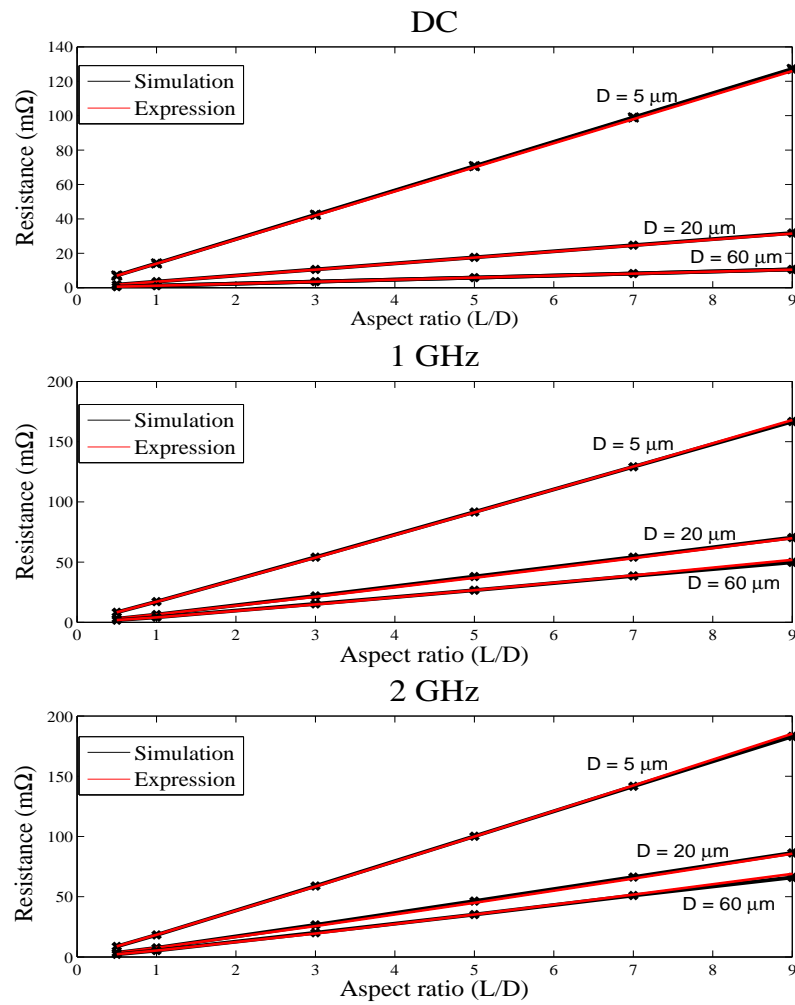 DC
140
120
100
80
60
40
20
0
Resistance (mΩ)
Simulation
Expression
D = 5 μm
D = 20 μm
D = 60 μm
0 1 2 3 4 5 6 7 8 9
Aspect ratio (L/D)
1 GHz
200
150
100
50
0
Resistance (mΩ)
Simulation
Expression
D = 5 μm
D = 20 μm
D = 60 μm
0 1 2 3 4 5 6 7 8 9
Aspect ratio (L/D)
2 GHz
200
150
100
50
0
Resistance (mΩ)
Simulation
Expression
D = 5 μm
D = 20 μm
D = 60 μm
0 1 2 3 4 5 6 7 8 9
Aspect ratio (L/D)